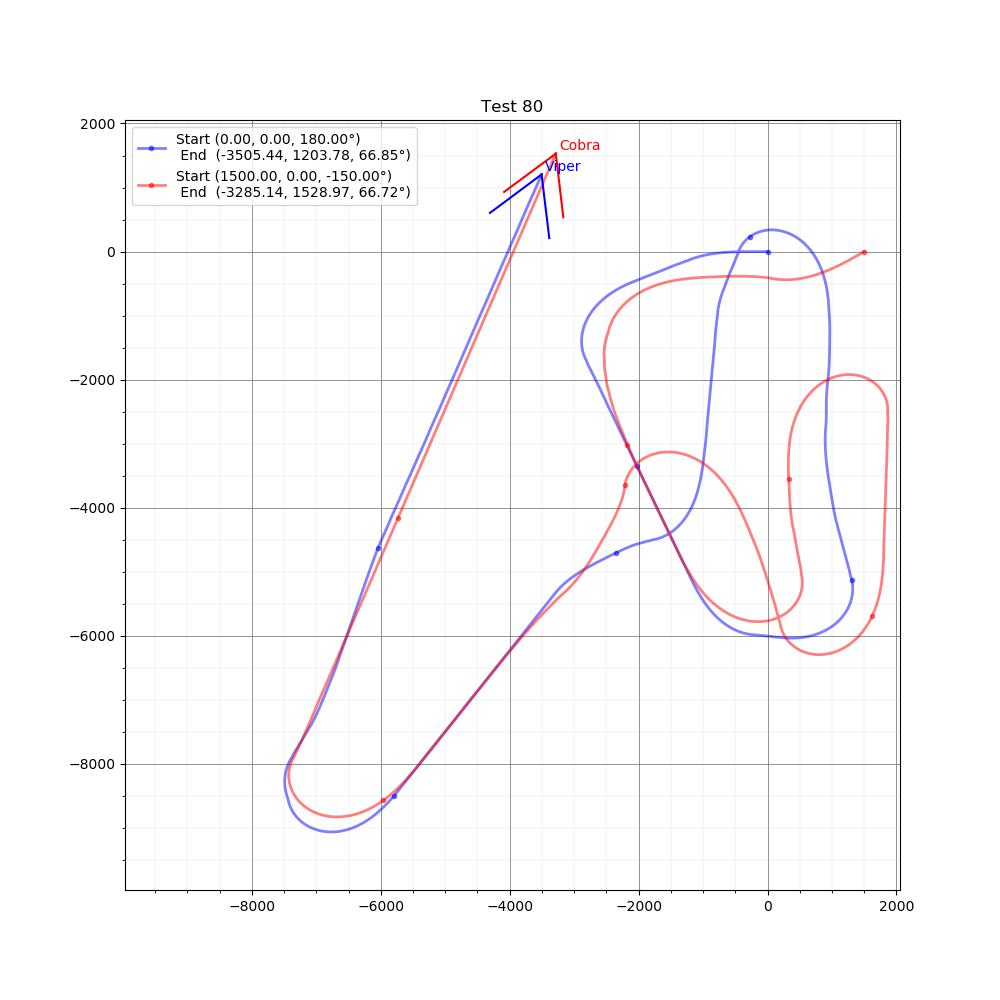 Test 80
Start (0.00, 0.00, 180.00°)
End (-3505.44, 1203.78, 66.85°)
Start (1500.00, 0.00, -150.00°)
End (-3285.14, 1528.97, 66.72°)
Cobra
Viper
2000
0
−2000
−4000
−6000
−8000
−8000
−6000
−4000
−2000
0
2000